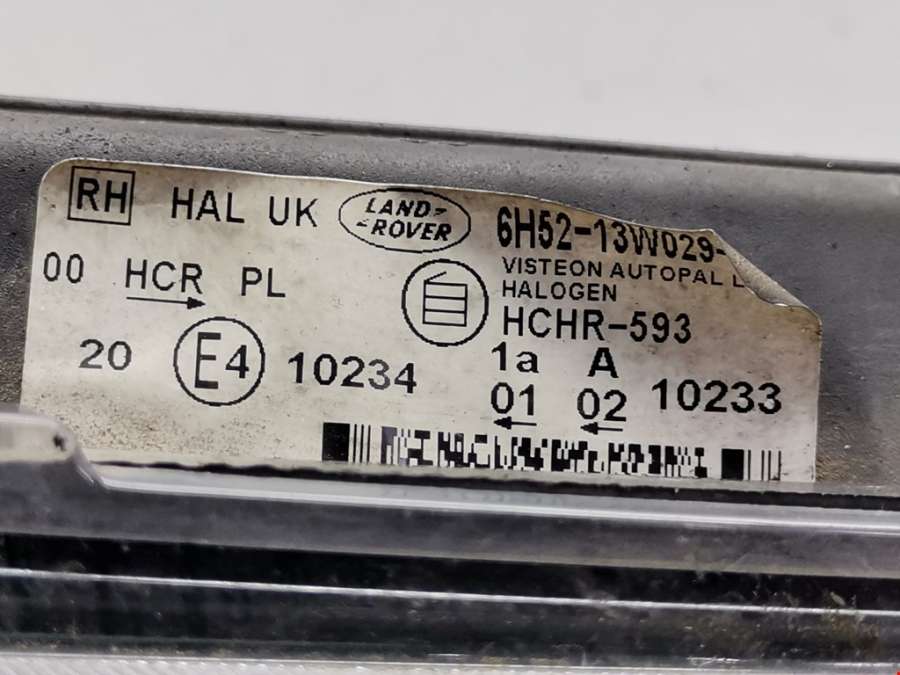 RH HAL UK LAND-ROVER 6H52-13W029-
VISTEON AUTOPAL
HALOGEN
00 HCR PL
HCHR-593
20 E4 10234 1a A 10233
01 02